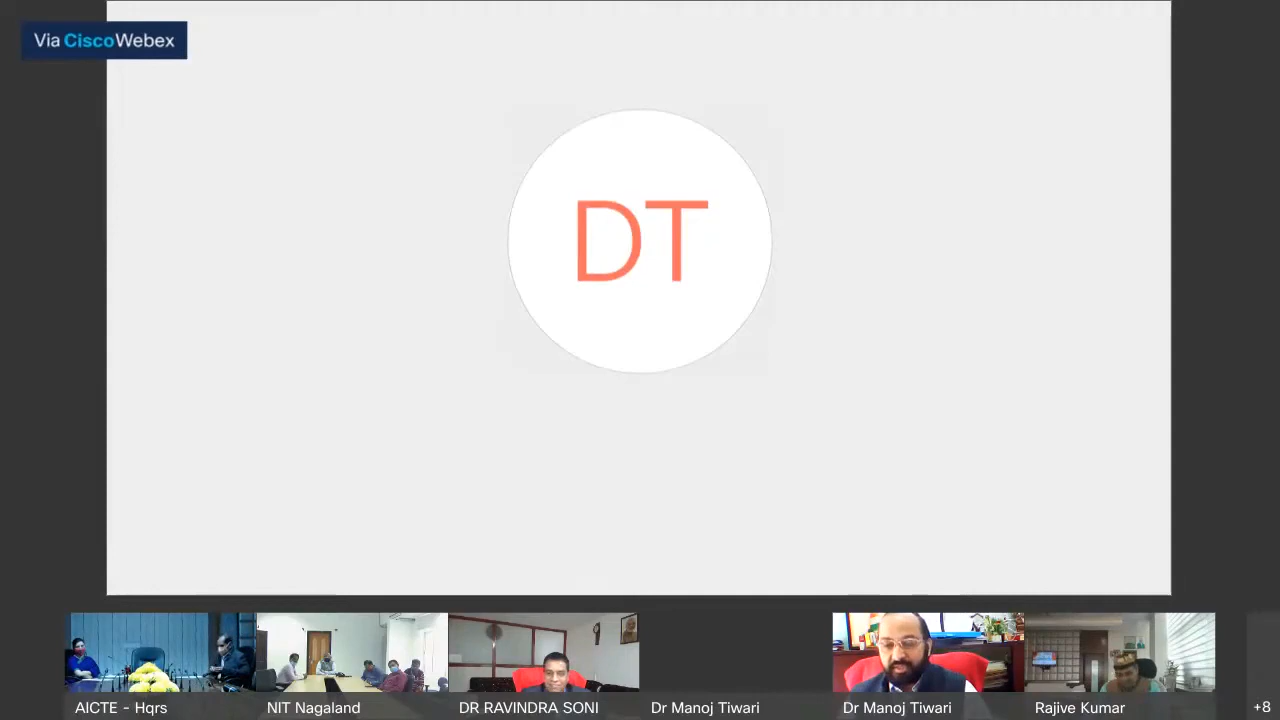 Via CiscoWebex
DT
AICTE - Hqrs
NIT Nagaland
DR RAVINDRA SONI
Dr Manoj Tiwari
Dr Manoj Tiwari
Rajive Kumar
+8